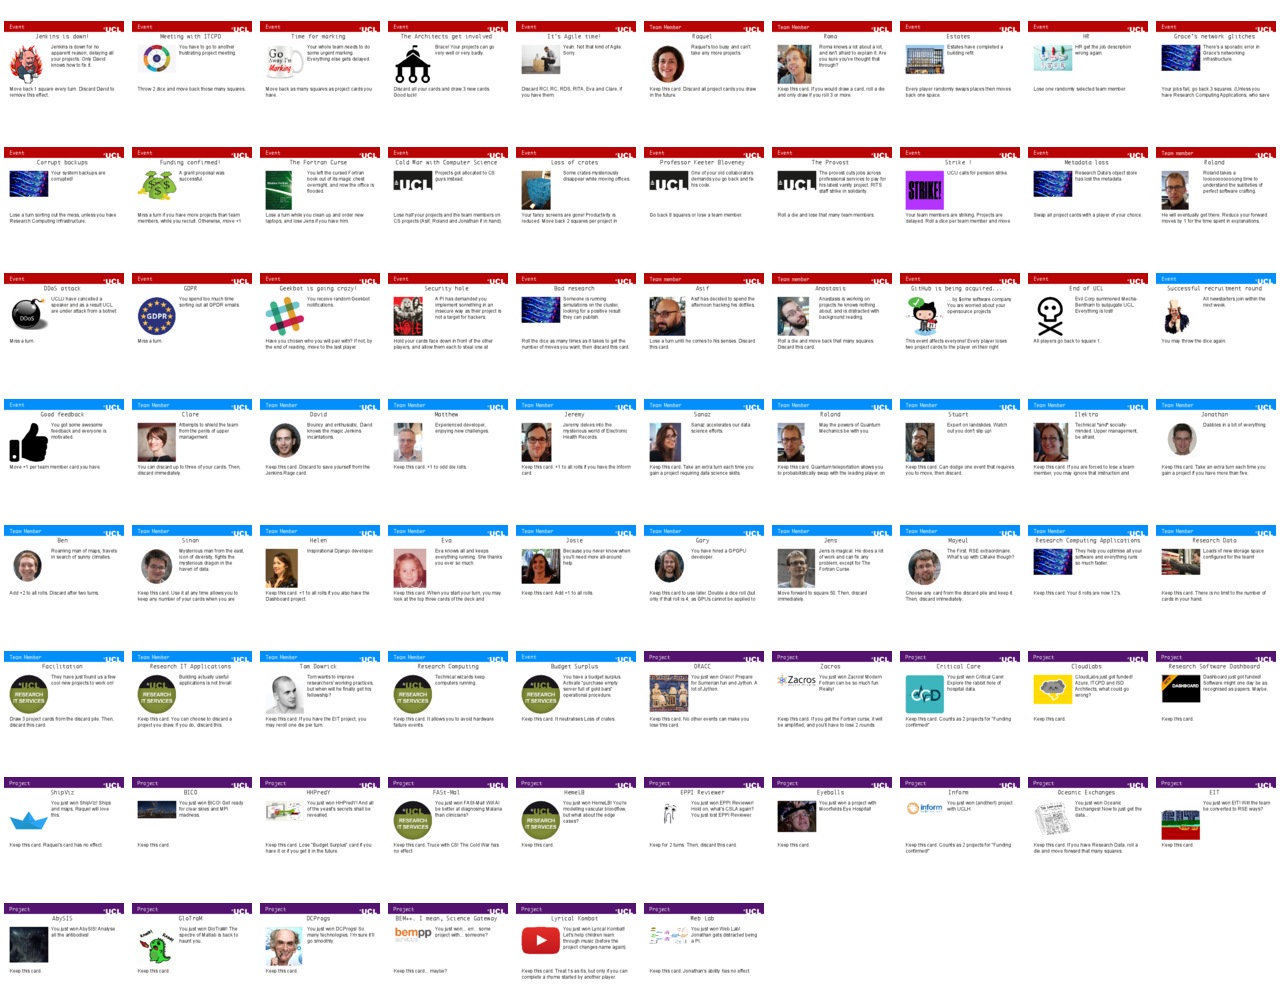 Event
UCL
Jenkins is down!
Jenkins is down for no
apparent reason, delaying all
your projects. Only David
knows how to fix it.
Move back 1 square every turn. Discard David to
remove this effect.
Event
UCL
Meeting with ITCPD
You have to go to another
frustrating project meeting.
Throw 2 dice and move back those many squares.
Event
UCL
Time for marking
Your whole team needs to do
some urgent marking.
Everything else gets delayed.
Move back as many squares as project cards you
have.
Event
UCL
The Architects get involved
Brace! Your projects can go
very well or very badly.
Discard all your cards and draw 3 new cards.
Good luck!
Event
UCL
It's Agile time!
Yeah. Not that kind of Agile.
Sorry.
Discard RCI, RC, RDS, RITA, Eva and Clare, if
you have them.
Team Member
UCL
Raquel
Raquel's too busy and can't
take any more projects.
Keep this card. Discard all project cards you draw
in the future.
Team Member
UCL
Roma
Roma knows a lot about a lot,
and isn't afraid to explain it. Are
you sure you've thought that
through?
Keep this card. If you would draw a card, roll a die
and only draw if you roll 3 or more.
Event
UCL
Estates
Estates have completed a
building refit.
Every player randomly swaps places then moves
back one space.
Event
UCL
HR
HR get the job description
wrong again.
Lose one randomly selected team member.
Event
UCL
Grace's network glitches
There's a sporadic error in
Grace's networking
infrastructure.
Your jobs fail, go back 3 squares. (Unless you
have Research Computing Applications, who save
Event
UCL
Corrupt backups
Your system backups are
corrupted!
Lose a turn sorting out the mess, unless you have
Research Computing Infrastructure.
Event
UCL
Funding confirmed!
A grant proposal was
successful.
Miss a turn if you have more projects than team
members, while you recruit. Otherwise, move +1
Event
UCL
The Fortran Curse
You left the cursed Fortran
book out of its magic chest
overnight, and now the office is
flooded.
Lose a turn while you clean up and order new
laptops, and lose Jens if you have him.
Event
UCL
Cold War with Computer Science
Projects get allocated to CS
guys instead.
Lose half your projects and the team members on
CS projects (Asif, Roland and Jonathan if in hand).
Event
UCL
Loss of crates
Some crates mysteriously
disappear while moving offices.
Your fancy screens are gone! Productivity is
reduced. Move back 2 squares per project in
Event
UCL
Professor Keeter Bloveney
One of your old collaborators
demands you go back and fix
his code.
Go back 8 squares or lose a team member.
Event
UCL
The Provost
The provost cuts jobs across
professional services to pay for
his latest vanity project. RITS
staff strike in solidarity.
Roll a die and lose that many team members.
Event
UCL
Strike !
UCU calls for pension strike
Your team members are striking. Projects are
delayed. Roll a dice per team member and move
Event
UCL
Metadata loss
Research Data's object store
has lost the metadata.
Swap all project cards with a player of your choice.
Team member
UCL
Roland
Roland takes a
looooooooooooong time to
understand the subtleties of
perfect software crafting
He will eventually get there. Reduce your forward
moves by 1 for the time spent in explanations.
Event
UCL
DDoS attack
UCLU have cancelled a
speaker and as a result UCL
are under attack from a botnet.
Miss a turn
Event
UCL
GDPR
You spend too much time
sorting out all GDPR emails.
Miss a turn.
Event
UCL
Geekbot is going crazy!
You receive random Geekbot
notifications.
Have you chosen who you will pair with? If not, by
the end of reading, move to the last player
Event
UCL
Security hole
A PI has demanded you
implement something in an
insecure way as their project is
not a target for hackers.
Hold your cards face down in front of the other
players, and allow them each to steal one at
Event
UCL
Bad research
Someone is running
simulations on the cluster,
looking for a positive result
they can publish.
Roll the dice as many times as it takes to get the
number of moves you want, then discard this card.
Team member
UCL
Asif
Asif has decided to spend the
afternoon hacking his dotfiles.
Lose a turn until he comes to his senses. Discard
this card.
Team member
UCL
Anastasis
Anastasis is working on
projects he knows nothing
about, and is distracted with
background reading.
Roll a die and move back that many squares.
Discard this card.
Event
UCL
GitHub is being acquired...
... by $some software company.
You are worried about your
opensource projects
This event affects everyone! Every player loses
two project cards to the player on their right.
Event
UCL
End of UCL
Evil Corp summoned Mecha-
Bentham to subjugate UCL.
Everything is lost!
All players go back to square 1.
Event
UCL
Successful recruitment round
All newstarters join within the
next week.
You may throw the dice again.
Event
UCL
Good feedback
You got some awesome
feedback and everyone is
motivated.
Move +1 per team member card you have.
Team Member
UCL
Clare
Attempts to shield the team
from the perils of upper
management.
You can discard up to three of your cards. Then,
discard immediately.
Team Member
UCL
David
Bouncy and enthusiastic, David
knows the magic Jenkins
incantations.
Keep this card. Discard to save yourself from the
Jenkins Rage card.
Team Member
UCL
Matthew
Experienced developer,
enjoying new challenges.
Keep this card. +1 to odd die rolls.
Team Member
UCL
Jeremy
Jeremy delves into the
mysterious world of Electronic
Health Records.
Keep this card. +1 to all rolls if you have the Inform
card.
Team Member
UCL
Sanaz
Sanaz accelerates our data
science efforts.
Keep this card. Take an extra turn each time you
gain a project requiring data science skills.
Team Member
UCL
Roland
May the powers of Quantum
Mechanics be with you.
Keep this card. Quantum teleportation allows you
to probabilistically swap with the leading player on
Team Member
UCL
Stuart
Expert on landslides. Watch
out you don't slip up!
Keep this card. Can dodge one event that requires
you to move, then discard.
Team Member
UCL
Ilektra
Technical *and* socially-
minded. Upper management,
be afraid.
Keep this card. If you are forced to lose a team
member, you may ignore that instruction and
Team Member
UCL
Jonathan
Dabbles in a bit of everything.
Keep this card. Take an extra turn each time you
gain a project if you have more than five.
Team Member
UCL
Ben
Roaming man of maps, travels
in search of sunny climates.
Add +2 to all rolls. Discard after two turns.
Team Member
UCL
Sinan
Mysterious man from the east,
icon of diversity, fights the
mysterious dragon in the
haven of data
Keep this card. Use it at any time allows you to
keep any number of your cards when you are
Team Member
UCL
Helen
Inspirational Django developer.
Keep this card. +1 to all rolls if you also have the
Dashboard project.
Team Member
UCL
Eva
Eva knows all and keeps
everything running. She thanks
you ever so much.
Keep this card. When you start your turn, you may
look at the top three cards of the deck and
Team Member
UCL
Josie
Because you never know when
you'll need more all-around
help.
Keep this card. Add +1 to all rolls.
Team Member
UCL
Gary
You have hired a GPGPU
developer.
Keep this card to use later. Double a dice roll (but
only if that roll is 4, as GPUs cannot be applied to
Team Member
UCL
Jens
Jens is magical. He does a lot
of work and can fix any
problem, except for The
Fortran Curse
Move forward to square 50. Then, discard
immediately.
Team Member
UCL
Mayeul
The First. RSE extraordinaire.
What's up with CMake though?
Choose any card from the discard pile and keep it.
Then, discard immediately.
Team Member
UCL
Research Computing Applications
They help you optimise all your
software and everything runs
so much faster.
Keep this card. Your 6 rolls are now 12's.
Team Member
UCL
Research Data
Loads of new storage space
configured for the team!
Keep this card. There is no limit to the number of
cards in your hand.
Team Member
UCL
Facilitation
RESEARCH
IT SERVICES
They have just found us a
few cool new projects to work on!
Draw 3 project cards from the discard pile. Then,
discard this card.
Team Member
UCL
Research IT Applications
RESEARCH
IT SERVICES
Building actually useful
applications is not trivial!
Keep this card. You can choose to discard a
project you draw. If you do, discard this.
Team Member
UCL
Tom Dowrick
Tom wants to improve
researchers' working practices,
but when will he finally get his
fellowship?
Keep this card. If you have the EIT project, you
may reroll one die per turn.
Team Member
UCL
Research Computing
RESEARCH
IT SERVICES
Technical wizards keep
computers running.
Keep this card. It allows you to avoid hardware
failure events.
Event
UCL
Budget Surplus
RESEARCH
IT SERVICES
You have a budget surplus.
Activate "purchase empty
server full of gold bars"
operational procedure.
Keep this card. It neutralises Loss of crates.
Project
UCL
ORACC
You just won Oracc! Prepare
for Sumerian fun and Jython. A
lot of Jython.
Keep this card. No other events can make you
lose this card.
Project
UCL
Zacros
Zacros
You just won Zacros! Modern
Fortran can be so much fun.
Really!
Keep this card. If you get the Fortran curse, it will
be amplified, and you'll have to lose 2 rounds.
Project
UCL
Critical Care
You just won Critical Care!
Explore the rabbit hole of
hospital data.
Keep this card. Counts as 2 projects for "Funding
confirmed!"
Project
UCL
CloudLabs
CloudLabs just got funded!
Azure, ITCPD and ISD
Architects, what could go
wrong?
Keep this card.
Project
UCL
Research Software Dashboard
DASHBOARD
Dashboard just got funded!
Software might one day be as
recognised as papers. Maybe.
Keep this card.
Project
UCL
ShipViz
You just won ShipViz! Ships
and maps, Raquel will love
this.
Keep this card. Raquel's card has no effect.
Project
UCL
BICO
You just won BICO! Get ready
for clear skies and MPI
madness.
Keep this card.
Project
UCL
HHPredY
You just won HHPredY! And all
of the yeast's secrets shall be
revealed.
Keep this card. Lose "Budget Surplus" card if you
have it or if you get it in the future.
Project
UCL
FASt-Mal
RESEARCH
IT SERVICES
You just won FASt-Mal! Will AI
be better at diagnosing Malaria
than clinicians?
Keep this card. Truce with CS! The Cold War has
no effect.
Project
UCL
HemeLB
RESEARCH
IT SERVICES
You just won HemeLB! You're
modelling vascular bloodflow,
but what about the edge
cases?
Keep this card.
Project
UCL
EPPI Reviewer
You just won EPPI Reviewer!
Hold on, what's CSLA again?
You just lost EPPI Reviewer.
Keep for 2 turns. Then, discard this card.
Project
UCL
Eyeballs
You just won a project with
Moorfields Eye Hospital!
Keep this card.
Project
UCL
Inform
inform
You just won (another!) project
with UCLH.
Keep this card. Counts as 2 projects for "Funding
confirmed!"
Project
UCL
Oceanic Exchanges
You just won Oceanic
Exchanges! Now to just get the
data...
Keep this card. If you have Research Data, roll a
die and move forward that many squares.
Project
UCL
EIT
You just won EIT! Will the team
be converted to RSE ways?
Keep this card.
Project
UCL
AbySIS
You just won AbySIS! Analyse
all the antibodies!
Keep this card.
Project
UCL
GloTraM
You just won GloTraM! The
spectre of Matlab is back to
haunt you.
Keep this card.
Project
UCL
DCProgs
You just won DCProgs! So
many technologies, I'm sure it'll
go smoothly.
Keep this card.
Project
UCL
BEM++. I mean, Science Gateway
bempp
You just won... err... some
project with... someone?
Keep this card... maybe?
Project
UCL
Lyrical Kombat
You just won Lyrical Kombat!
Let's help children learn
through music (before the
project changes name again).
Keep this card. Treat 1s as 6s, but only if you can
complete a rhyme started by another player.
Project
UCL
Web Lab
You just won Web Lab!
Jonathan gets distracted being
a PI.
Keep this card. Jonathan's ability has no effect.